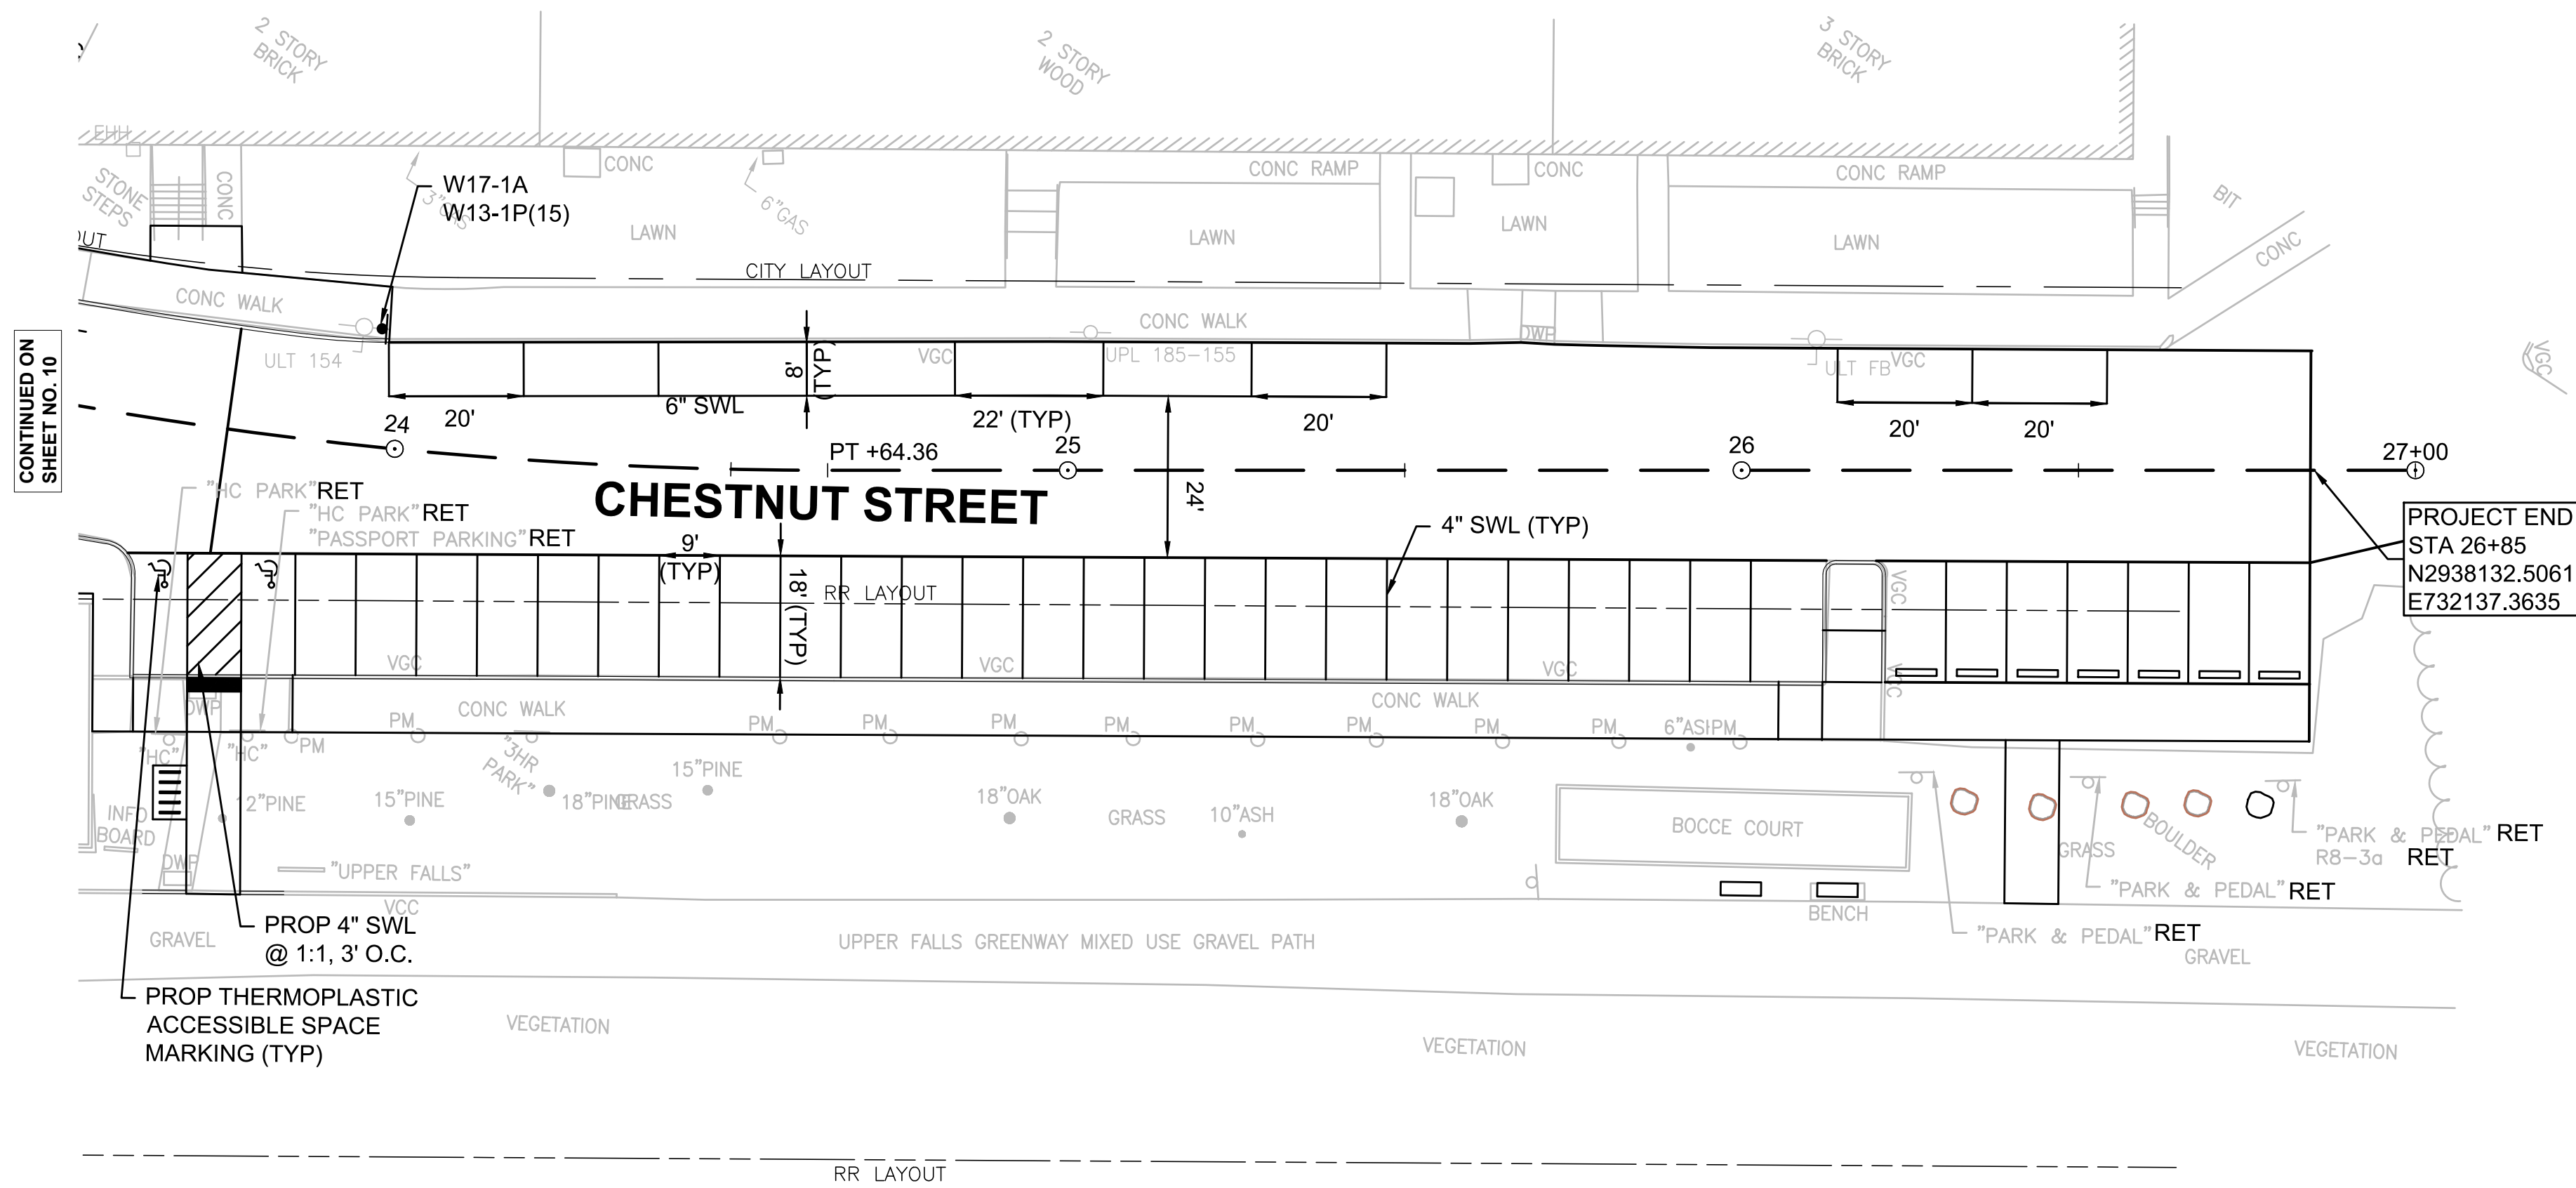 2 STORY
BRICK
2 STORY
WOOD
3 STORY
BRICK
EHH
STONE
STEPS
CONC
W17-1A
W13-1P(15)
3"GAS
CONC
6"GAS
LAWN
CONC RAMP
LAWN
CONC
LAWN
CONC RAMP
LAWN
BIT
CONC
OUT
CITY LAYOUT
CONC WALK
CONC WALK
DWP
ULT 154
VGC
UPL 185-155
ULT FB
VGC
VGC
CONTINUED ON
SHEET NO. 10
8'
(TYP)
20'
6" SWL
22' (TYP)
20'
20'
20'
24
PT +64.36
25
26
27+00
CHESTNUT STREET
24'
"HC PARK" RET
"HC PARK" RET
"PASSPORT PARKING" RET
9'
(TYP)
18' (TYP)
4" SWL (TYP)
RR LAYOUT
PROJECT END
STA 26+85
N2938132.5061
E732137.3635
VGC
VGC
VGC
VGC
VGC
CONC WALK
CONC WALK
DWP
"HC"
"HC"
PM
PM
PM
PM
PM
PM
PM
PM
PM
PM
6"ASIPM
"3HR
PARK"
INFO
BOARD
12"PINE
15"PINE
18"PINE
GRASS
15"PINE
18"OAK
GRASS
10"ASH
18"OAK
BOCCE COURT
BOULDER
GRASS
"PARK & PEDAL" RET
R8-3a RET
"PARK & PEDAL" RET
"PARK & PEDAL" RET
DWP
"UPPER FALLS"
VCC
BENCH
GRAVEL
PROP 4" SWL
@ 1:1, 3' O.C.
UPPER FALLS GREENWAY MIXED USE GRAVEL PATH
GRAVEL
PROP THERMOPLASTIC
ACCESSIBLE SPACE
MARKING (TYP)
VEGETATION
VEGETATION
VEGETATION
RR LAYOUT